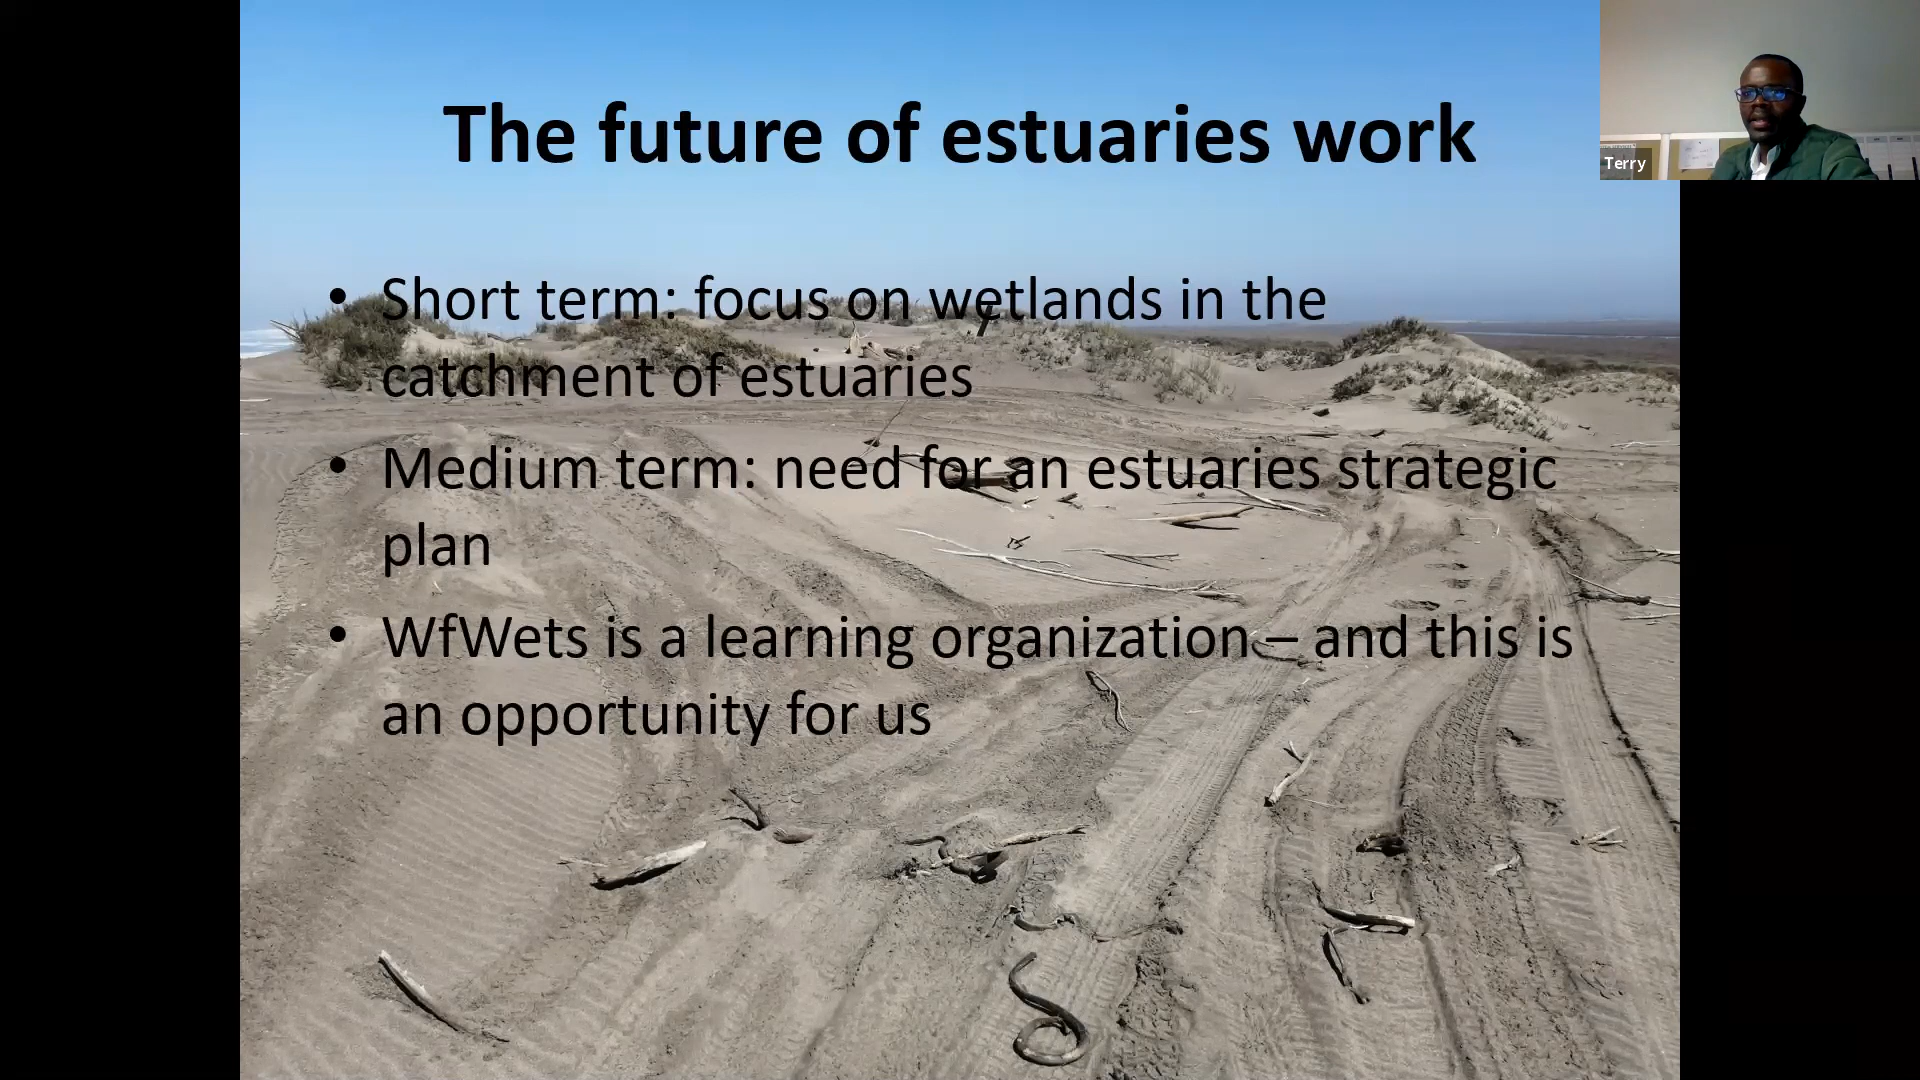 The future of estuaries work
• Short term: focus on wetlands in the
catchment of estuaries
• Medium term: need for an estuaries strategic
plan
• WfWets is a learning organization – and this is
an opportunity for us
Terry